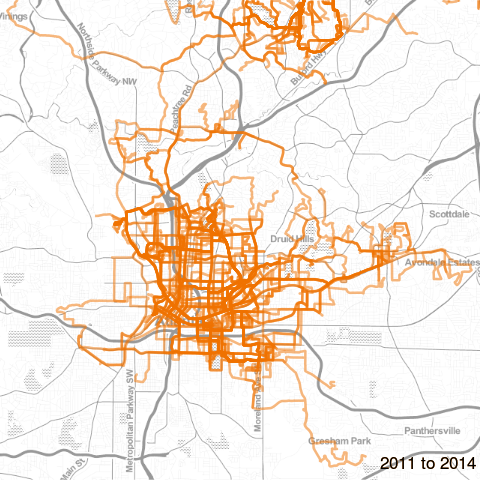 Vinings
Northside Parkway NW
Peachtree Rd
Buford Hwy
Scottdale
Druid Hills
Avondale Estates
Metropolitan Parkway SW
Moreland Ave
Panthersville
Gresham Park
Main St
2011 to 2014